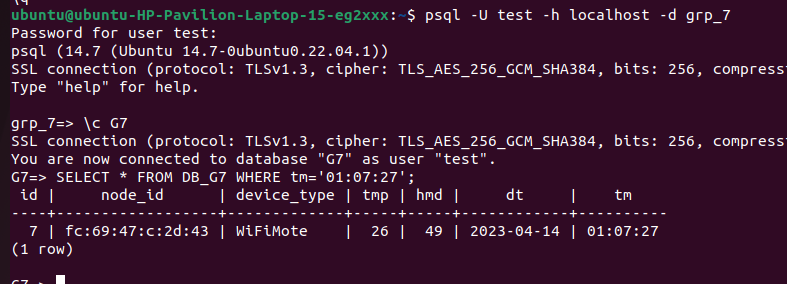 \q
ubuntu@ubuntu-HP-Pavilion-Laptop-15-eg2xxx:~$ psql -U test -h localhost -d grp_7
Password for user test:
psql (14.7 (Ubuntu 14.7-0ubuntu0.22.04.1))
SSL connection (protocol: TLSv1.3, cipher: TLS_AES_256_GCM_SHA384, bits: 256, compress
Type "help" for help.
grp_7=> \c G7
SSL connection (protocol: TLSv1.3, cipher: TLS_AES_256_GCM_SHA384, bits: 256, compress
You are now connected to database "G7" as user "test".
G7=> SELECT * FROM DB_G7 WHERE tm='01:07:27';
 id |     node_id      | device_type | tmp | hmd |     dt     |    tm
----+------------------+-------------+-----+-----+------------+----------
  7 | fc:69:47:c:2d:43 | WiFiMote    |  26 |  49 | 2023-04-14 | 01:07:27
(1 row)
G7=>